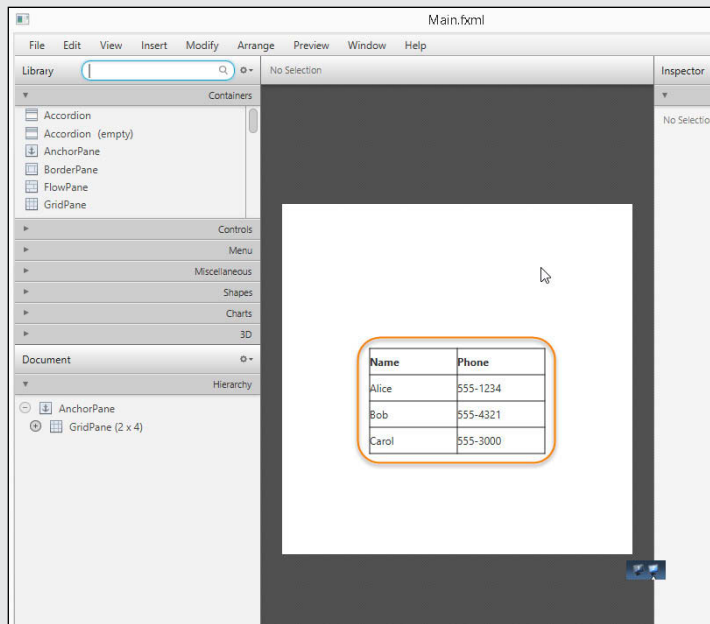 Main.fxml
File Edit View Insert Modify Arrange Preview Window Help
Library
No Selection
Inspector
Containers
Accordion
Accordion (empty)
AnchorPane
BorderPane
FlowPane
GridPane
Controls
Menu
Miscellaneous
Shapes
Charts
3D
Document
Hierarchy
AnchorPane
GridPane (2 x 4)
Name Phone
Alice 555-1234
Bob 555-4321
Carol 555-3000
No Selectio